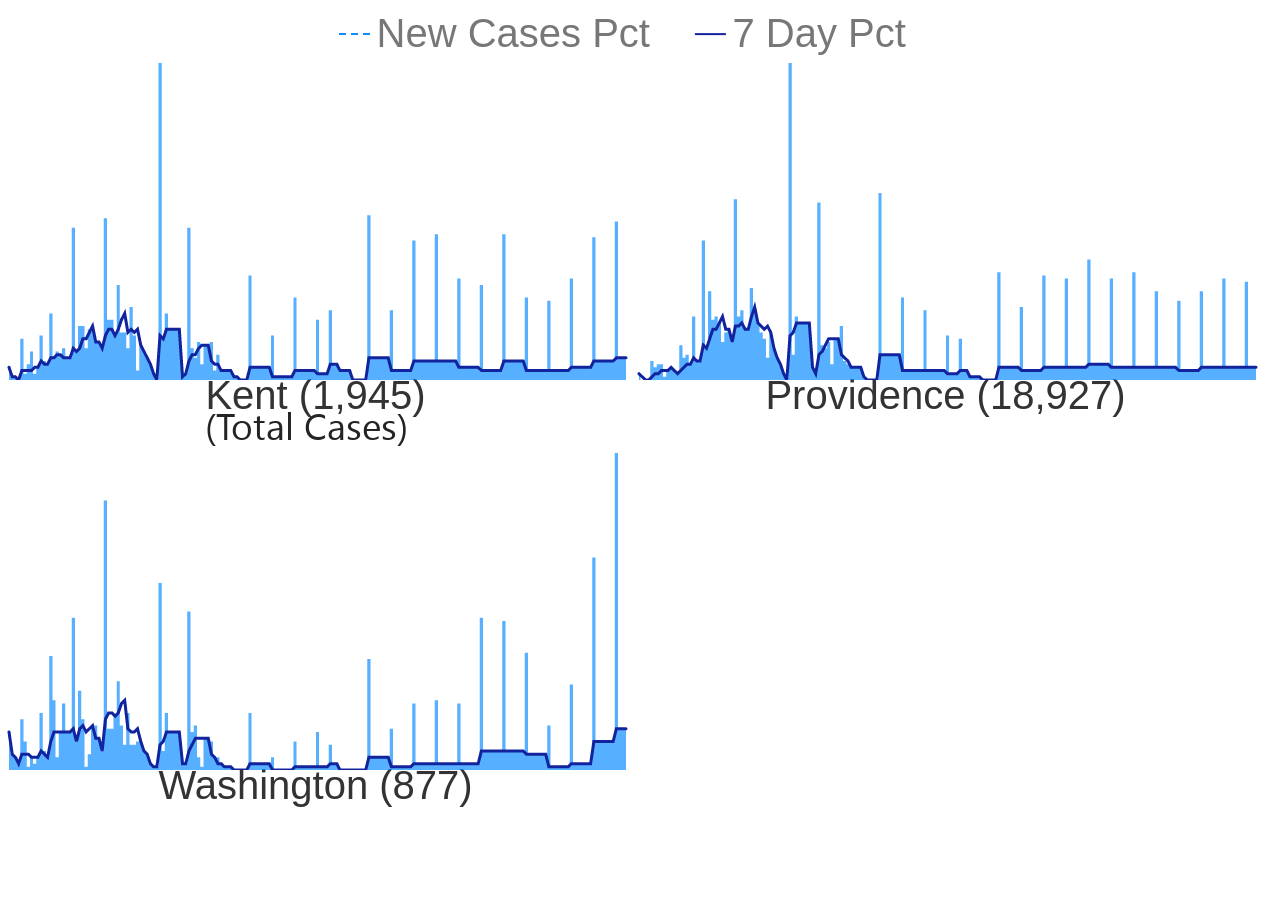 New Cases Pct 7 Day Pct
Kent (1,945)
(Total Cases)
Providence (18,927)
Washington (877)